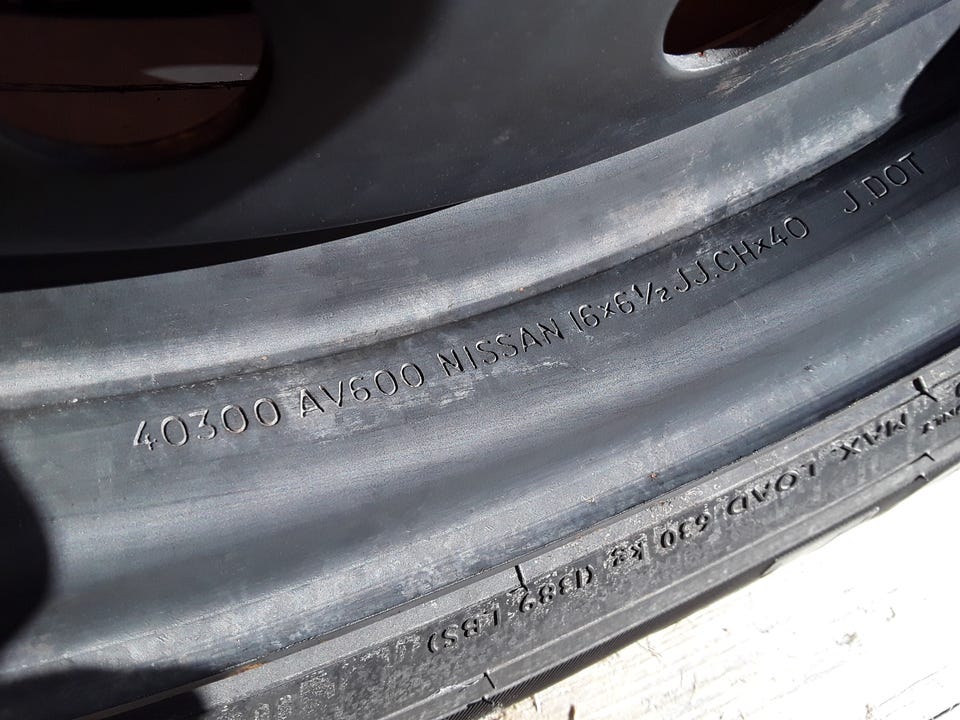 40300 AV600 NISSAN 16x6½JJ.CHx40 J.DOT
MAX. LOAD 630 kg (1389 LBS)